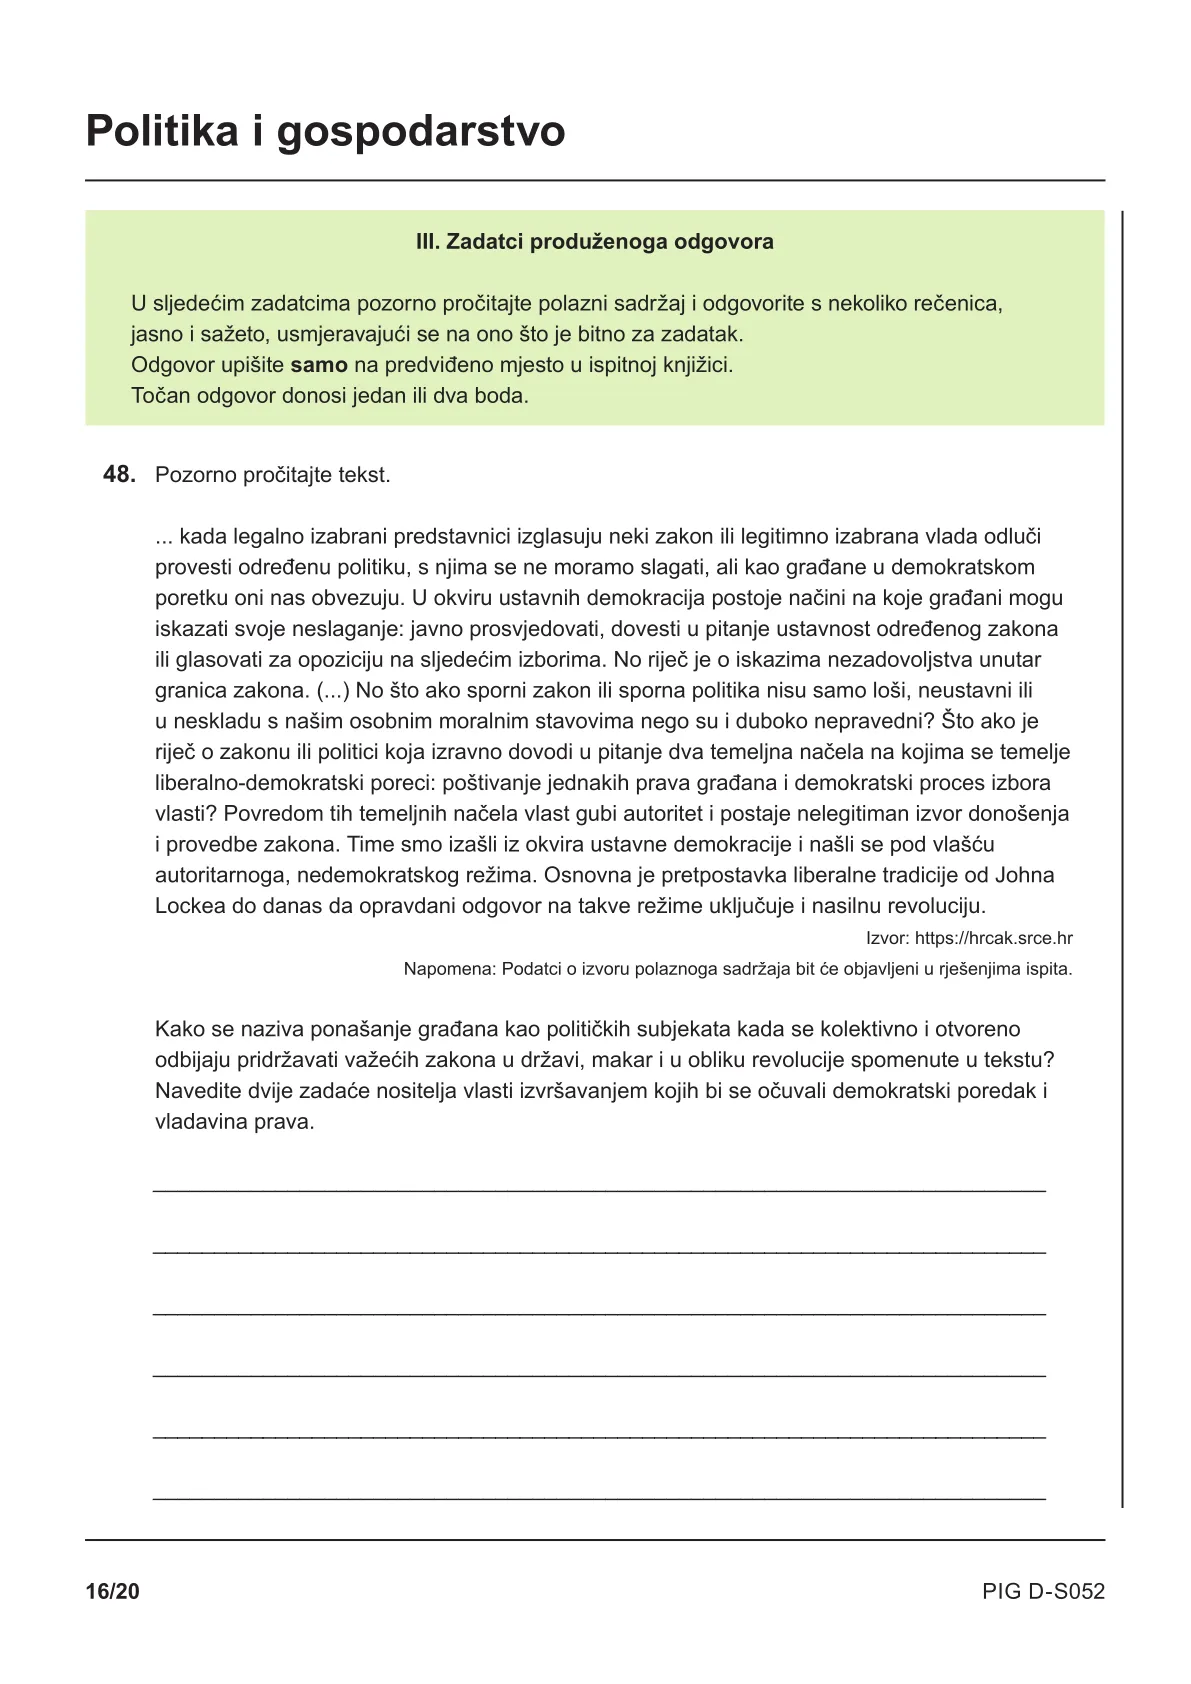 Politika i gospodarstvo
III. Zadatci produženoga odgovora
U sljedećim zadatcima pozorno pročitajte polazni sadržaj i odgovorite s nekoliko rečenica,
jasno i sažeto, usmjeravajući se na ono što je bitno za zadatak.
Odgovor upišite samo na predviđeno mjesto u ispitnoj knjižici.
Točan odgovor donosi jedan ili dva boda.
48. Pozorno pročitajte tekst.
... kada legalno izabrani predstavnici izglasuju neki zakon ili legitimno izabrana vlada odluči
provesti određenu politiku, s njima se ne moramo slagati, ali kao građane u demokratskom
poretku oni nas obvezuju. U okviru ustavnih demokracija postoje načini na koje građani mogu
iskazati svoje neslaganje: javno prosvjedovati, dovesti u pitanje ustavnost određenog zakona
ili glasovati za opoziciju na sljedećim izborima. No riječ je o iskazima nezadovoljstva unutar
granica zakona. (...) No što ako sporni zakon ili sporna politika nisu samo loši, neustavni ili
u neskladu s našim osobnim moralnim stavovima nego su i duboko nepravedni? Što ako je
riječ o zakonu ili politici koja izravno dovodi u pitanje dva temeljna načela na kojima se temelje
liberalno-demokratski poreci: poštivanje jednakih prava građana i demokratski proces izbora
vlasti? Povredom tih temeljnih načela vlast gubi autoritet i postaje nelegitiman izvor donošenja
i provedbe zakona. Time smo izašli iz okvira ustavne demokracije i našli se pod vlašću
autoritarnoga, nedemokratskog režima. Osnovna je pretpostavka liberalne tradicije od Johna
Lockea do danas da opravdani odgovor na takve režime uključuje i nasilnu revoluciju.
Izvor: https://hrcak.srce.hr
Napomena: Podatci o izvoru polaznoga sadržaja bit će objavljeni u rješenjima ispita.
Kako se naziva ponašanje građana kao političkih subjekata kada se kolektivno i otvoreno
odbijaju pridržavati važećih zakona u državi, makar i u obliku revolucije spomenute u tekstu?
Navedite dvije zadaće nositelja vlasti izvršavanjem kojih bi se očuvali demokratski poredak i
vladavina prava.
16/20
PIG D-S052